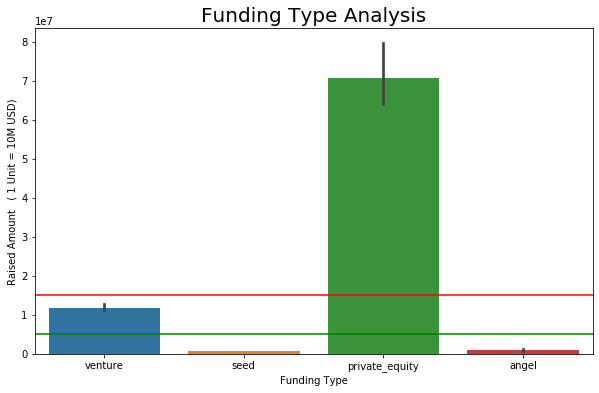 Funding Type Analysis
1e7
8
7
6
5
4
3
2
1
0
Raised Amount   ( 1 Unit = 10M USD)
venture
seed
private_equity
angel
Funding Type